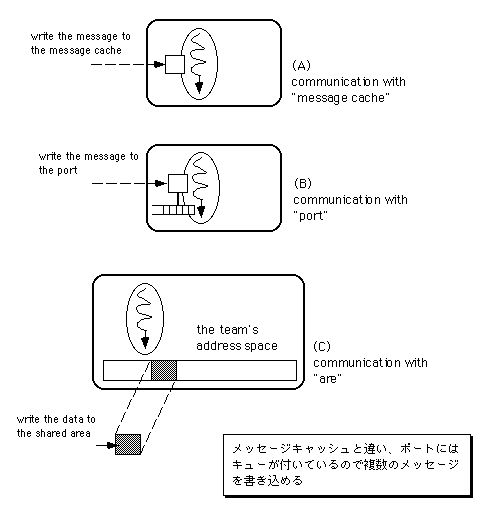 write the message to
the message cache
(A)
communication with
"message cache"
write the message to
the port
(B)
communication with
"port"
the team's
address space
(C)
communication with
"are"
write the data to
the shared area
メッセージキャッシュと違い、ポートには
キューが付いているので複数のメッセージ
を書き込める